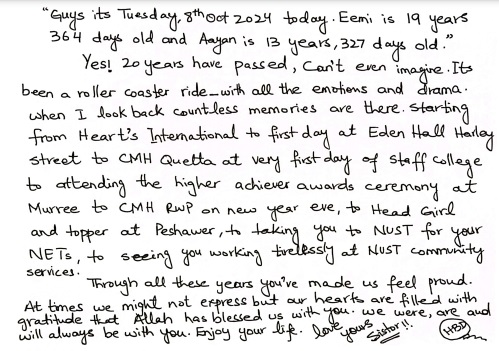 "Guys its Tuesday, 8th Oct 2024 today. Eemi is 19 years
364 days old and Aayan is 13 years, 327 days old."
Yes! 20 years have passed, Can't even imagine. Its
been a roller coaster ride_with all the emotions and drama.
when I look back countless memories are there. starting
from Heart's International to first day at Eden Hall Harley
street to CMH Quetta at very first day of staff college
to attending the higher achiever awards ceremony at
Murree to CMH RWP on new year eve, to Head Girl
and topper at Peshawer, to taking you to NUST for your
NETs, to seeing you working tirelessly at NUST community
services.
Through all these years you've made us feel proud.
At times we might not express but our hearts are filled with
gratitude that Allah has blessed us with you. we were, are and
will always be with you. Enjoy your life. love yours
HBD